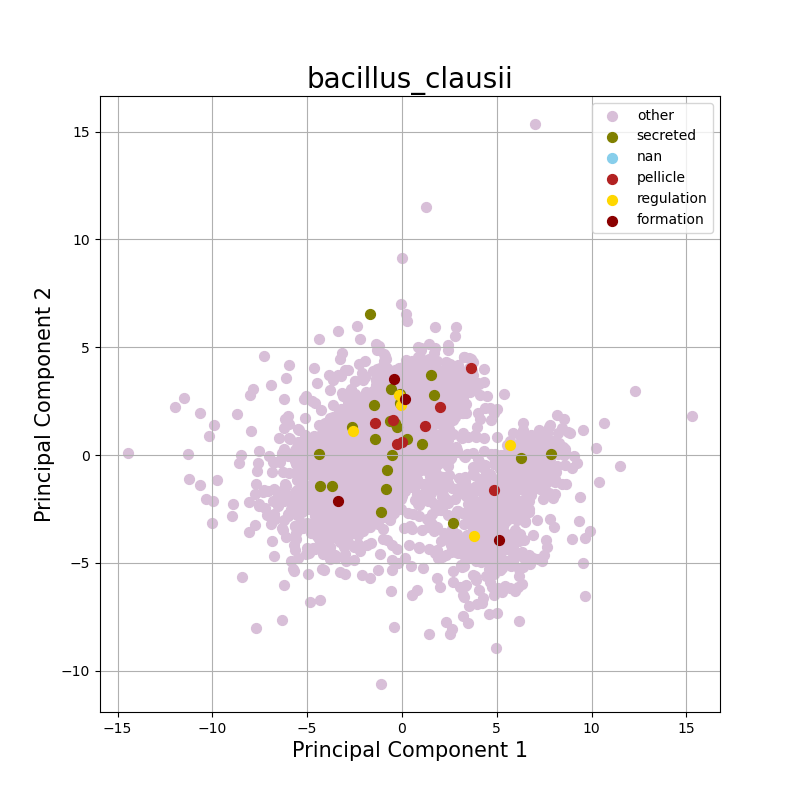 bacillus_clausii
other
secreted
nan
pellicle
regulation
formation
15
10
5
0
−5
−10
Principal Component 2
−15 −10 −5 0 5 10 15
Principal Component 1